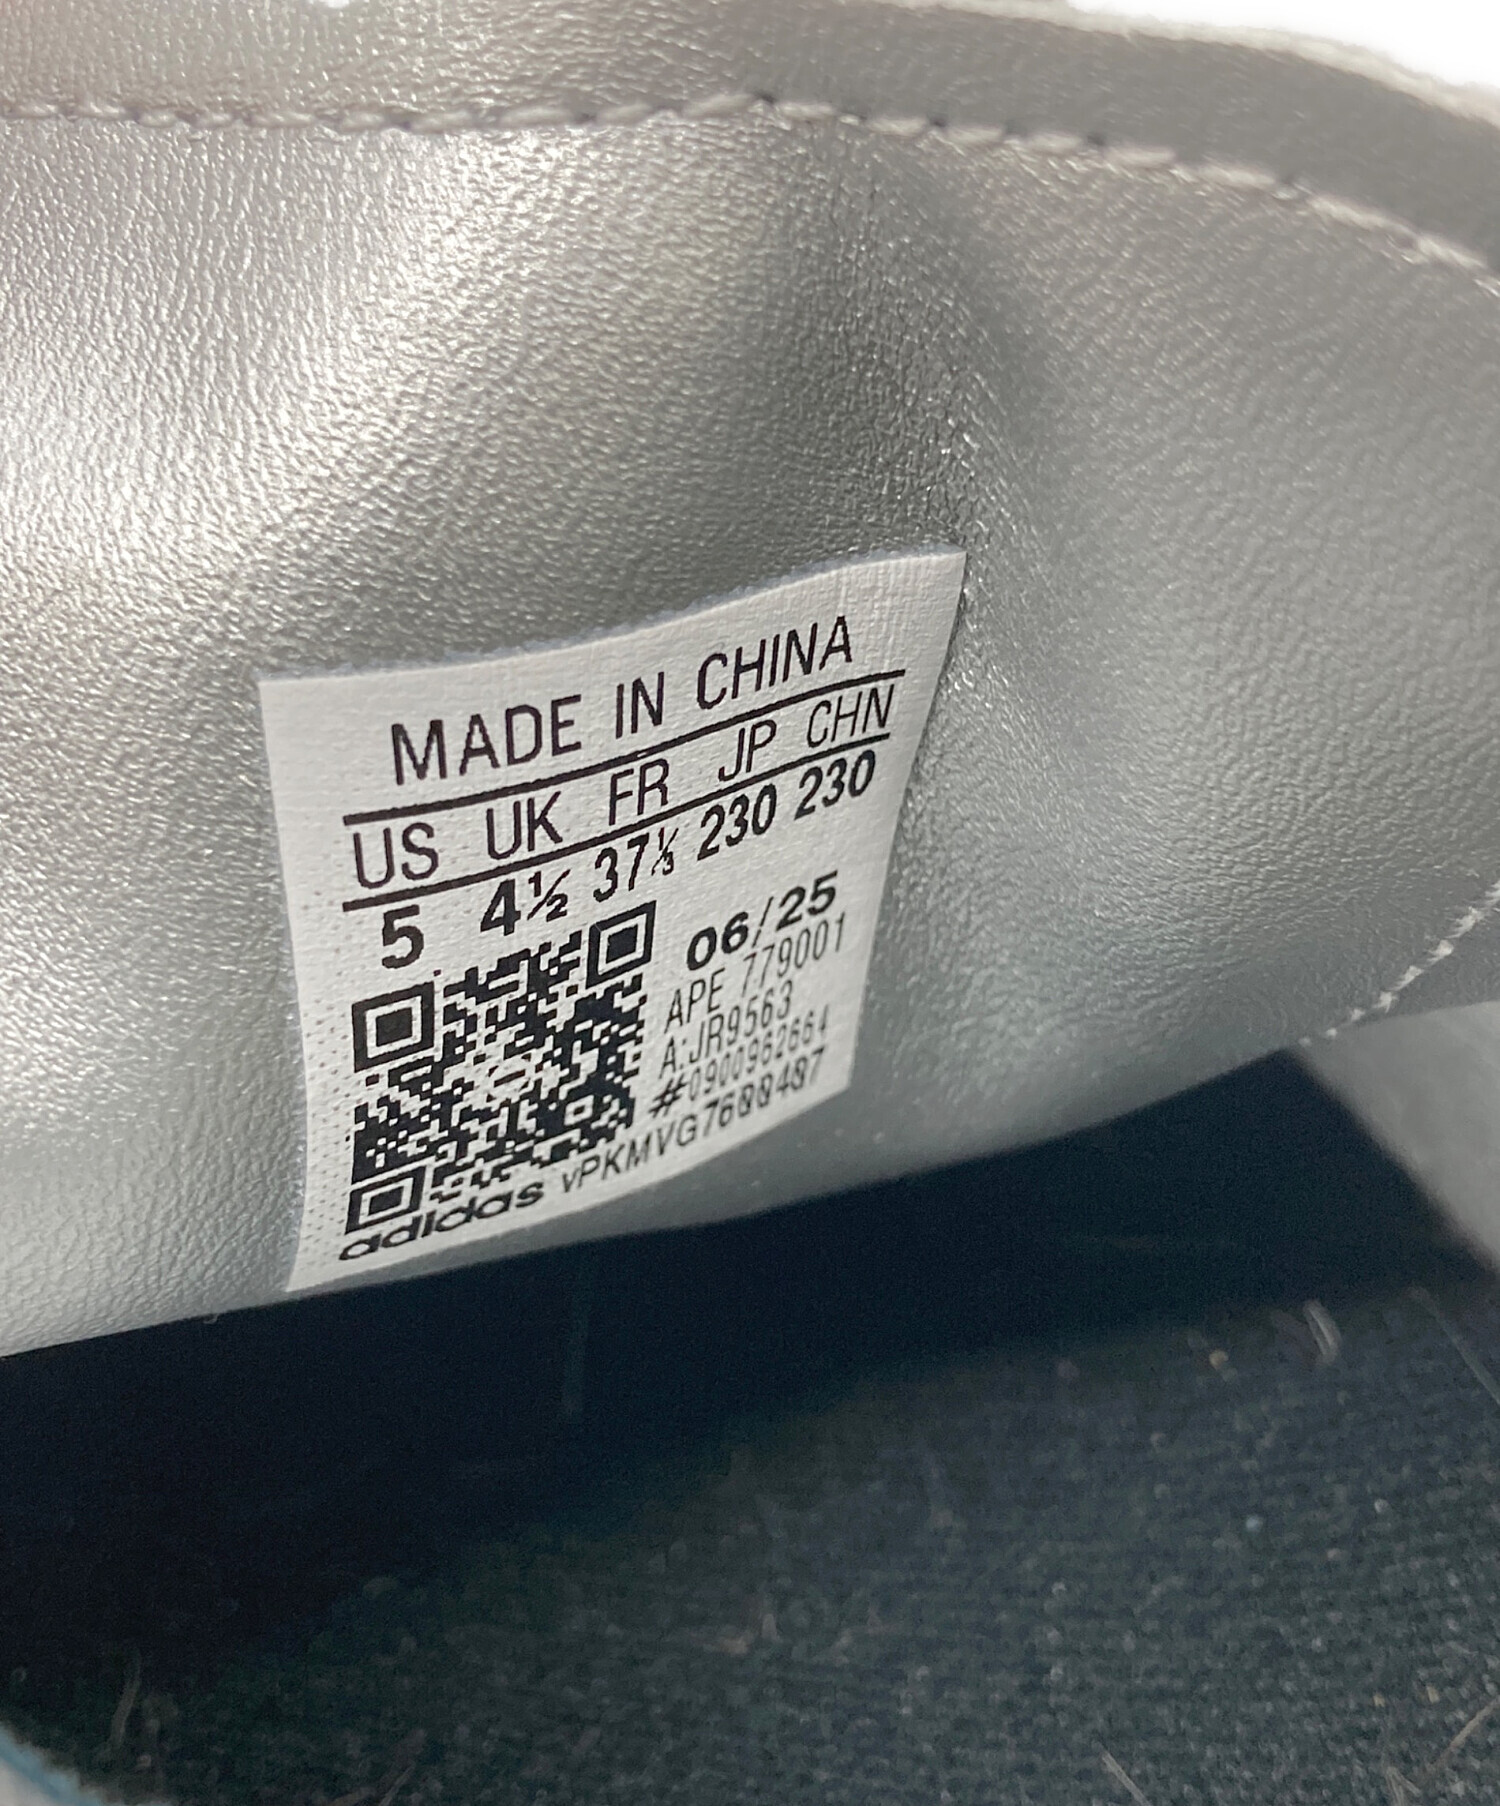 MADE IN CHINA
US UK FR JP CHN
5 4½ 37⅓ 230 230
06/25
APE 779001
A:JR9563
#0900962664
adidas vPKMVG7600407